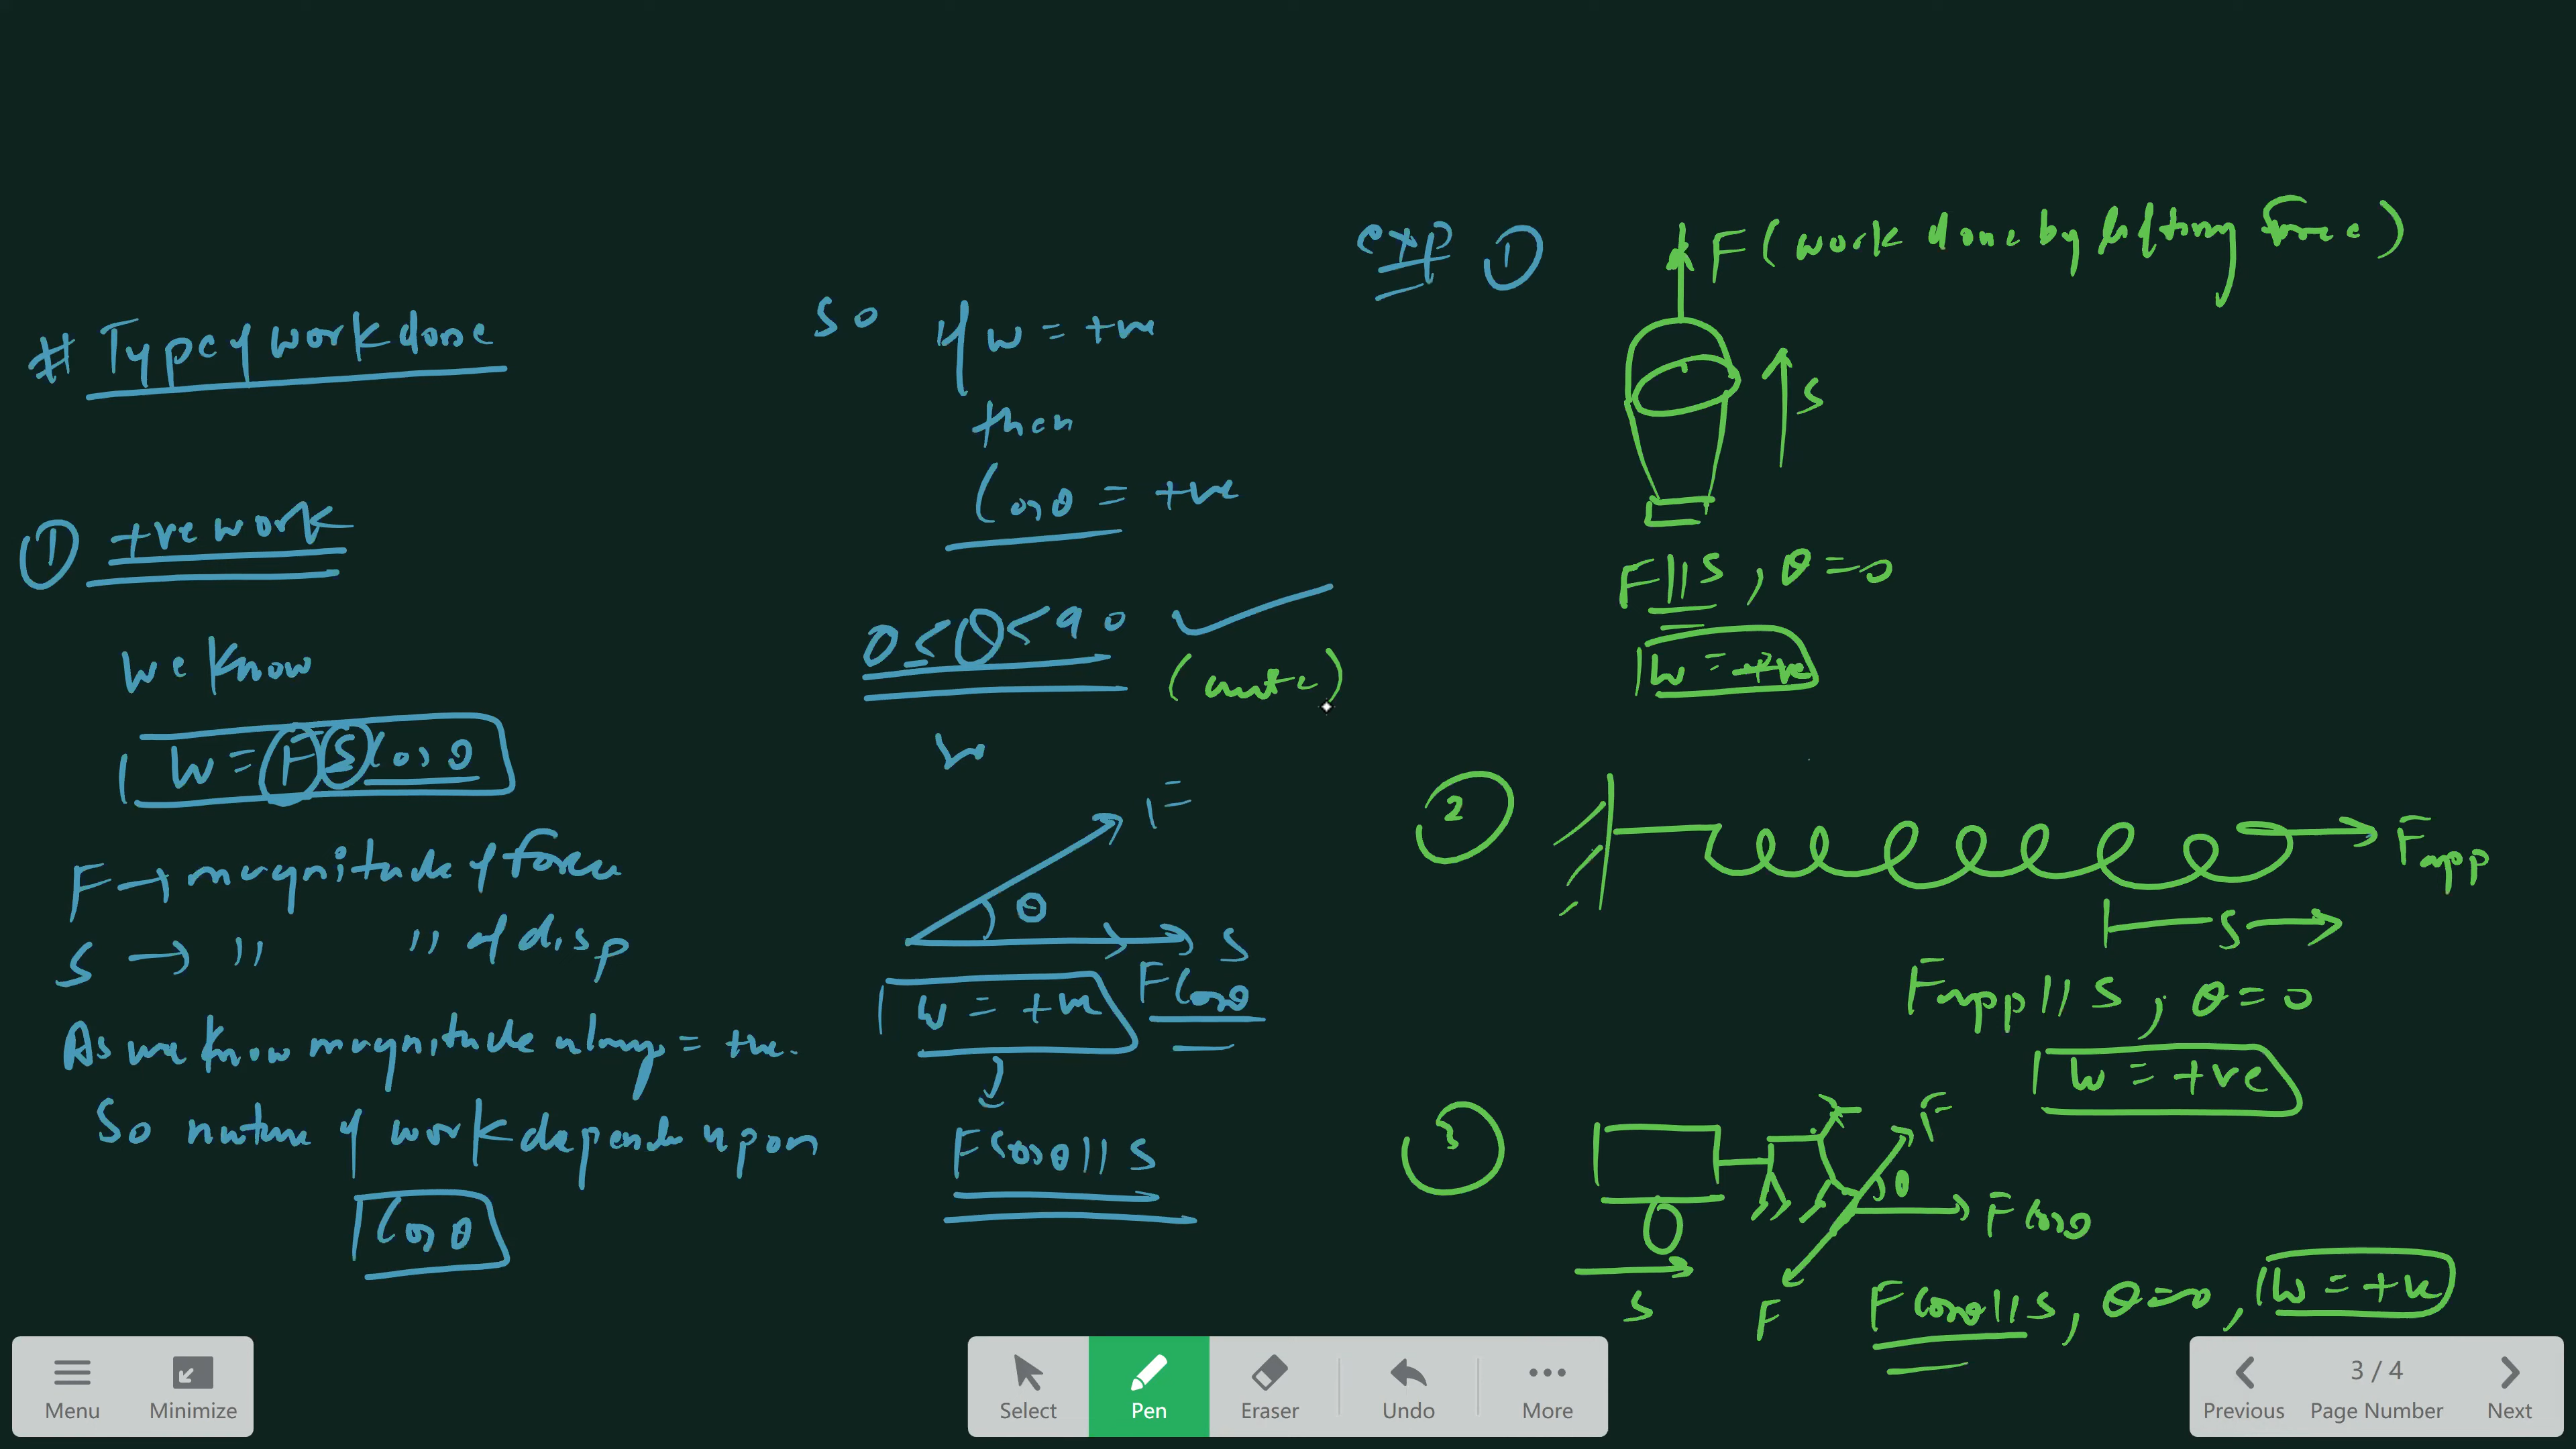 # Type of work done
① +ve work
We know
W = F S Cos θ
F → magnitude of force
S → " " of disp
As we know magnitude always = +ve.
So nature of work depends upon
Cos θ
So if w = +ve
then
Cos θ = +ve
0 ≤ θ < 90
(acute)
F
θ
S
F Cos θ
W = +ve
F Cos θ || S
exp ①
F (work done by lifting force)
S
F || S , θ = 0
W = +ve
②
F app
S
F app || S , θ = 0
W = +ve
③
F
θ
F Cos θ
S
F
F Cos θ || S , θ = 0 , W = +ve
Menu
Minimize
Select
Pen
Eraser
Undo
More
Previous
3 / 4
Page Number
Next